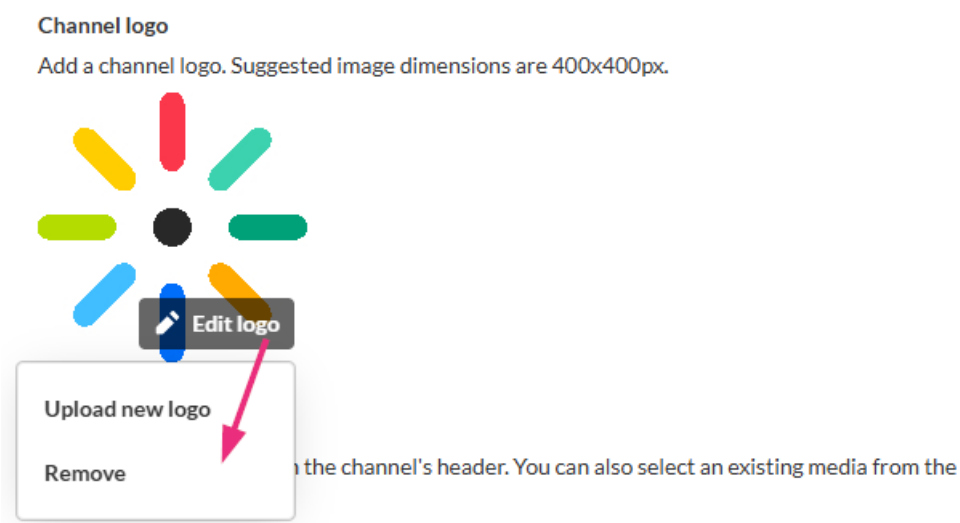 Channel logo
Add a channel logo. Suggested image dimensions are 400x400px.
Edit logo
Upload new logo
Remove
the channel's header. You can also select an existing media from the